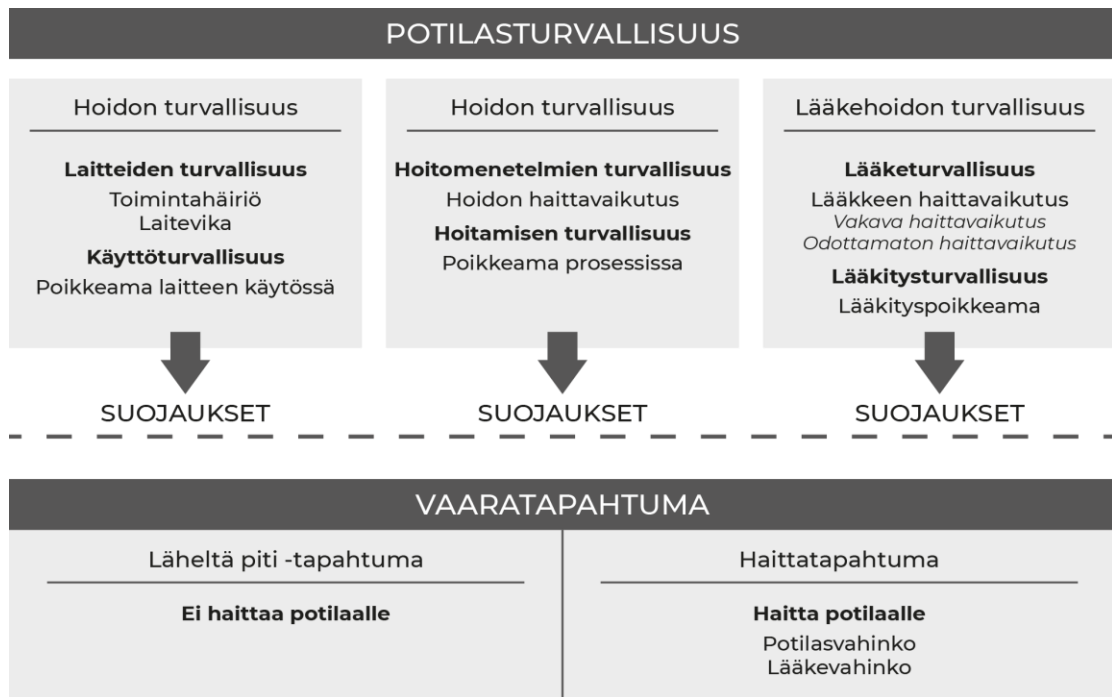 POTILASTURVALLISUUS
Hoidon turvallisuus
Laitteiden turvallisuus
Toimintahäiriö
Laitevika
Käyttöturvallisuus
Poikkeama laitteen käytössä
SUOJAUKSET
Hoidon turvallisuus
Hoitomenetelmien turvallisuus
Hoidon haittavaikutus
Hoitamisen turvallisuus
Poikkeama prosessissa
SUOJAUKSET
Lääkehoidon turvallisuus
Lääketurvallisuus
Lääkkeen haittavaikutus
Vakava haittavaikutus
Odottamaton haittavaikutus
Lääkitysturvallisuus
Lääkityspoikkeama
SUOJAUKSET
VAARATAPAHTUMA
Läheltä piti -tapahtuma
Ei haittaa potilaalle
Haittatapahtuma
Haitta potilaalle
Potilasvahinko
Lääkevahinko